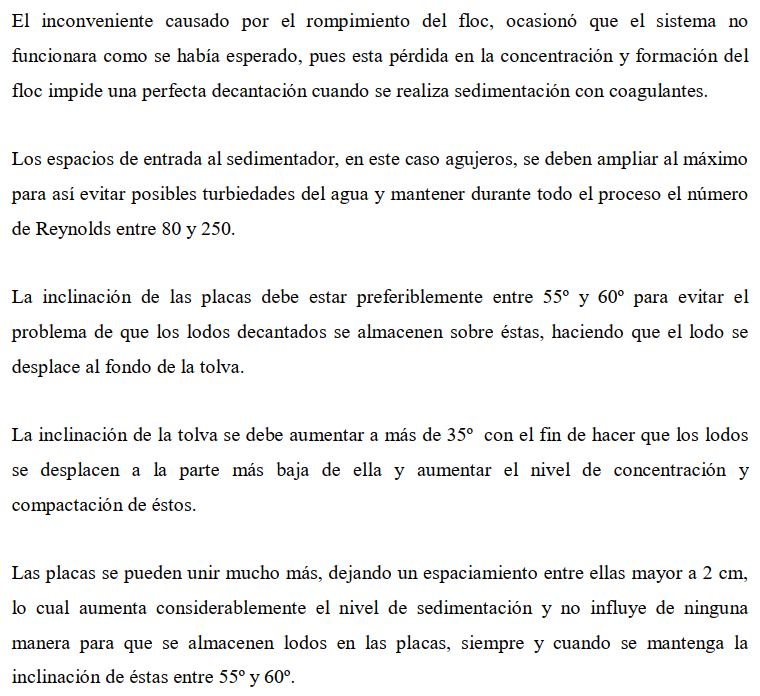 El inconveniente causado por el rompimiento del floc, ocasionó que el sistema no
funcionara como se había esperado, pues esta pérdida en la concentración y formación del
floc impide una perfecta decantación cuando se realiza sedimentación con coagulantes.
Los espacios de entrada al sedimentador, en este caso agujeros, se deben ampliar al máximo
para así evitar posibles turbiedades del agua y mantener durante todo el proceso el número
de Reynolds entre 80 y 250.
La inclinación de las placas debe estar preferiblemente entre 55º y 60º para evitar el
problema de que los lodos decantados se almacenen sobre éstas, haciendo que el lodo se
desplace al fondo de la tolva.
La inclinación de la tolva se debe aumentar a más de 35º con el fin de hacer que los lodos
se desplacen a la parte más baja de ella y aumentar el nivel de concentración y
compactación de éstos.
Las placas se pueden unir mucho más, dejando un espaciamiento entre ellas mayor a 2 cm,
lo cual aumenta considerablemente el nivel de sedimentación y no influye de ninguna
manera para que se almacenen lodos en las placas, siempre y cuando se mantenga la
inclinación de éstas entre 55º y 60º.